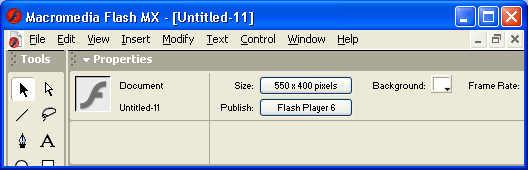 Macromedia Flash MX - [Untitled-11]
File Edit View Insert Modify Text Control Window Help
Tools Properties
Document Size: 550 x 400 pixels Background: Frame Rate:
Untitled-11 Publish: Flash Player 6
A